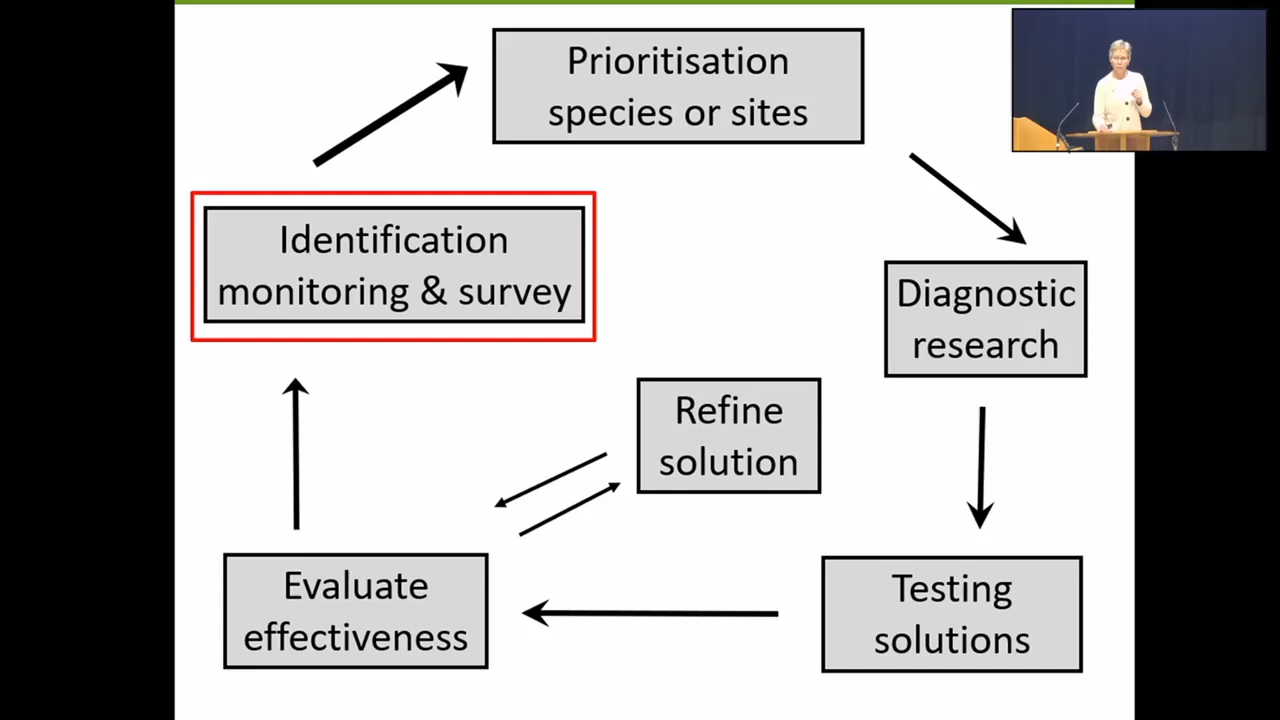 Prioritisation
species or sites
Identification
monitoring & survey
Diagnostic
research
Refine
solution
Evaluate
effectiveness
Testing
solutions